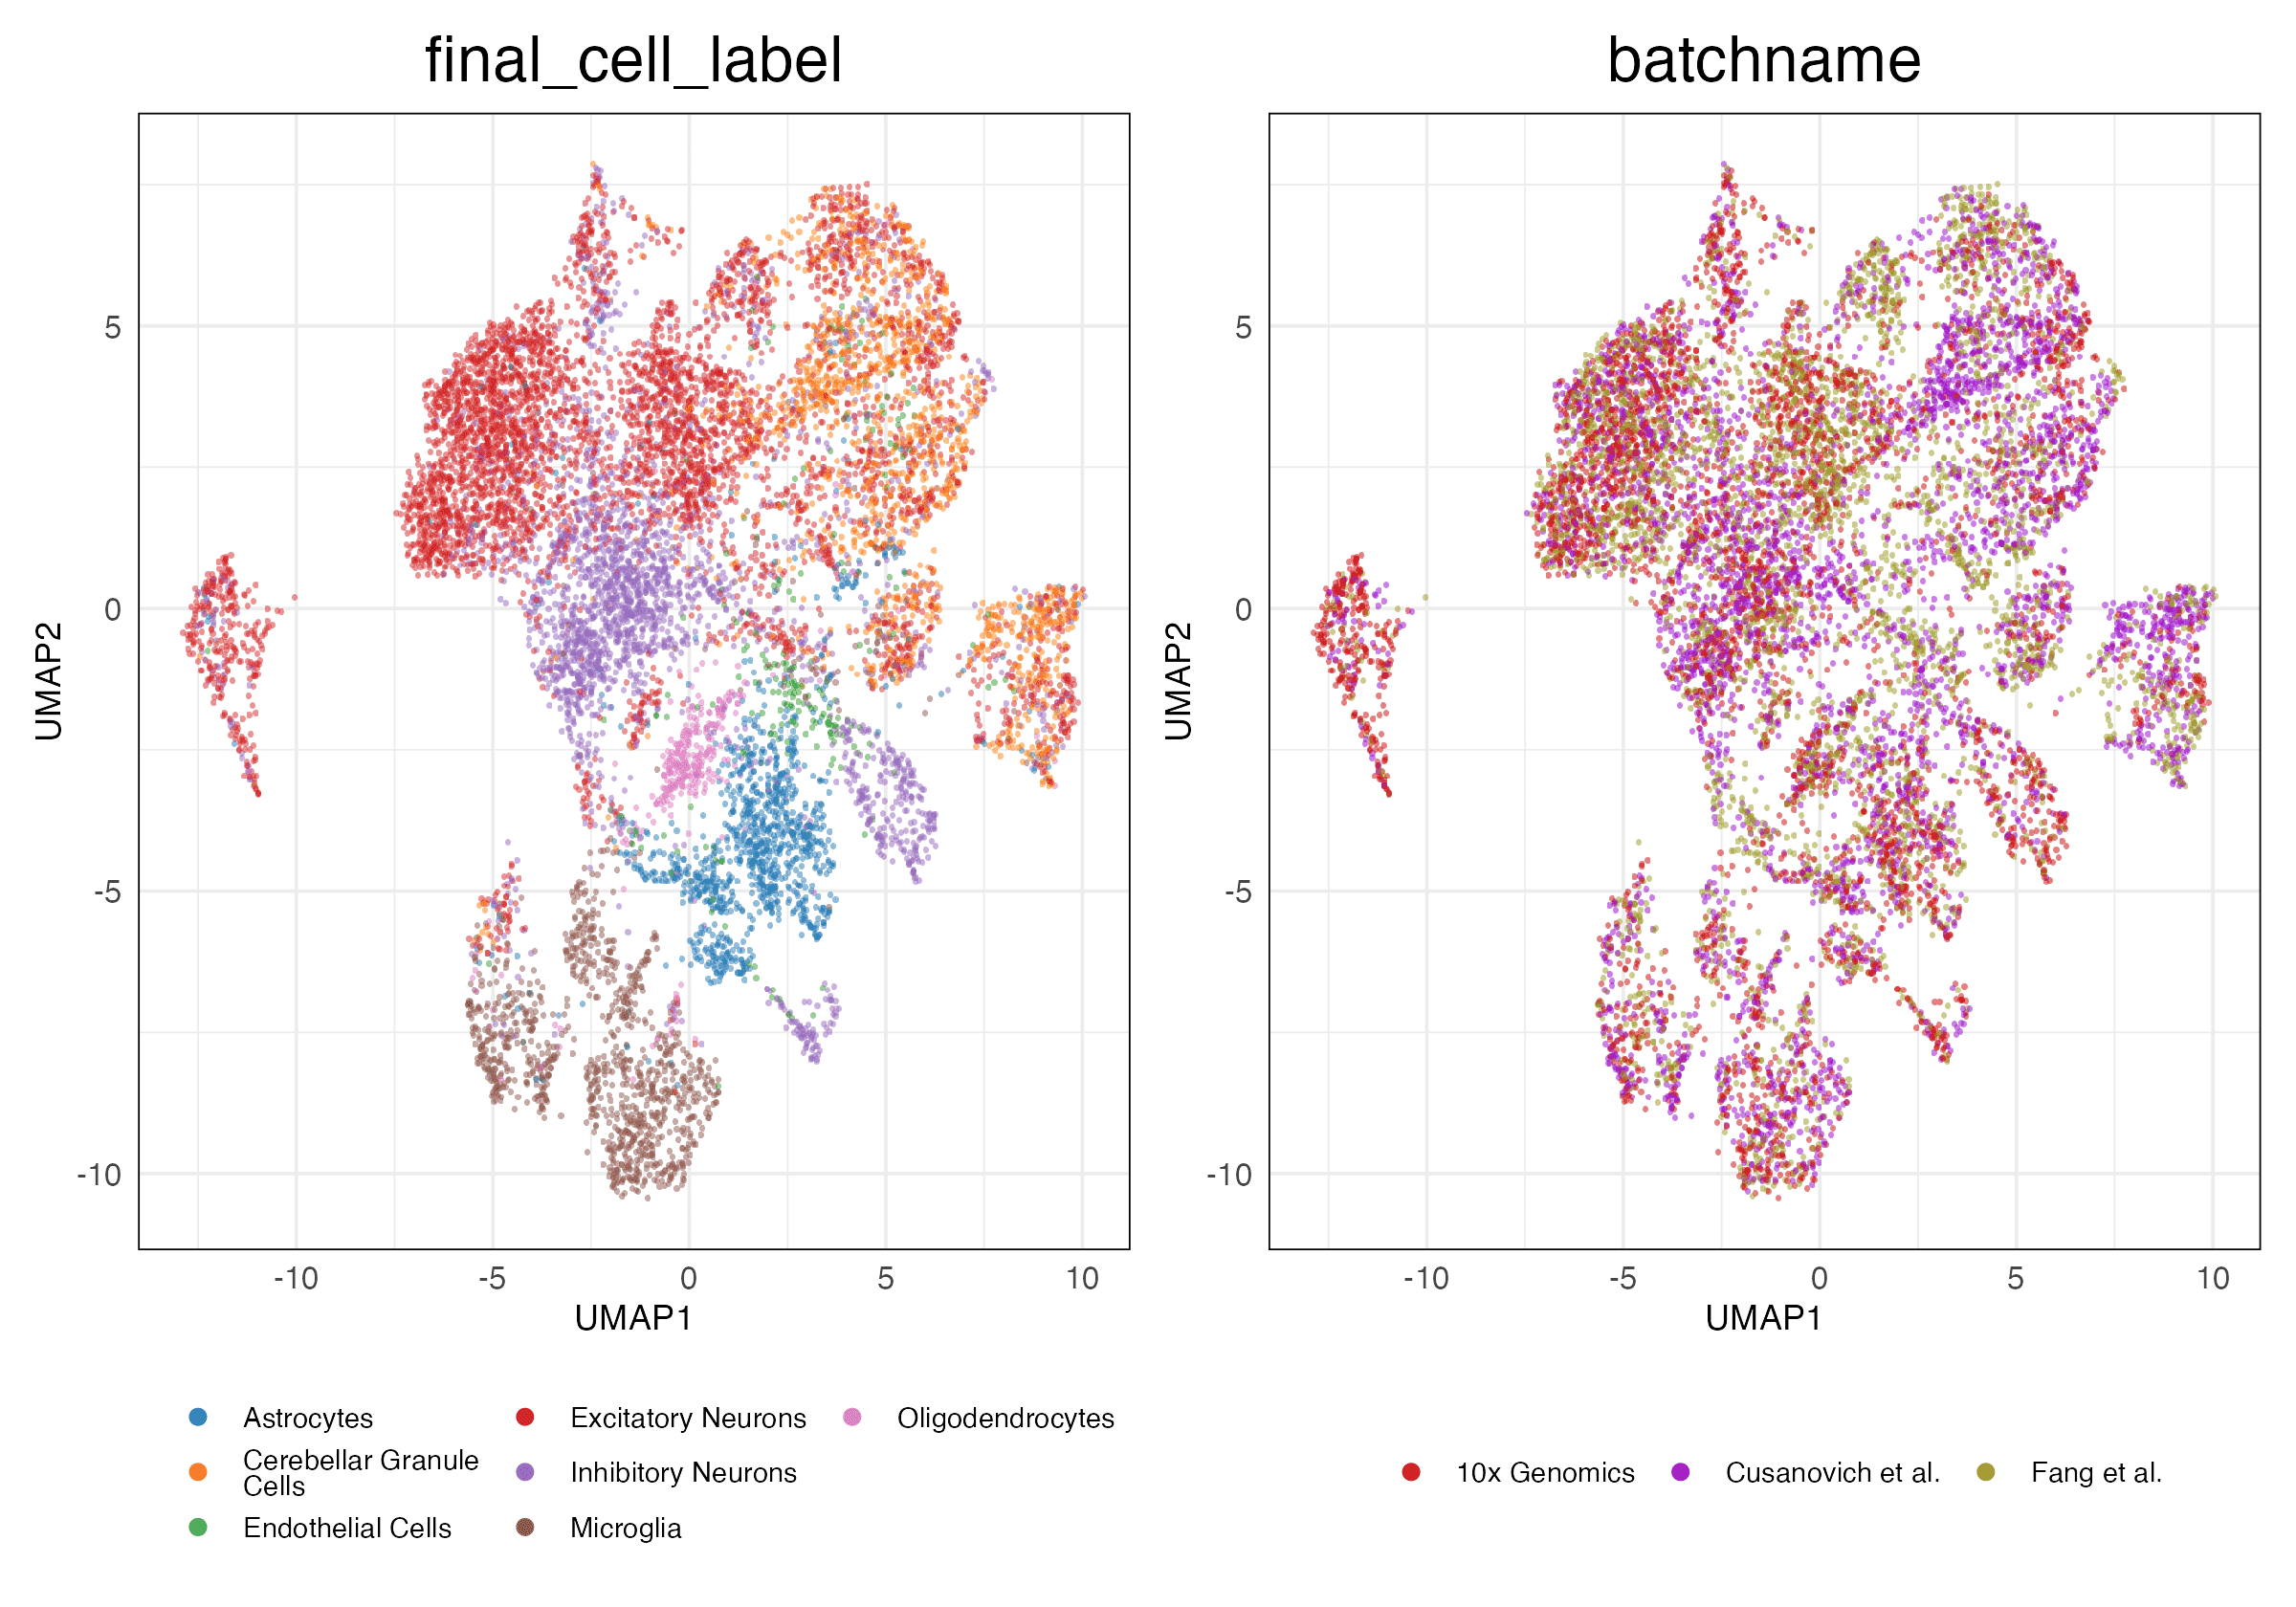 final_cell_label
batchname
UMAP2
5
0
-5
-10
-10
-5
0
5
10
UMAP1
UMAP2
5
0
-5
-10
-10
-5
0
5
10
UMAP1
Astrocytes
Cerebellar Granule
Cells
Endothelial Cells
Excitatory Neurons
Inhibitory Neurons
Microglia
Oligodendrocytes
10x Genomics
Cusanovich et al.
Fang et al.